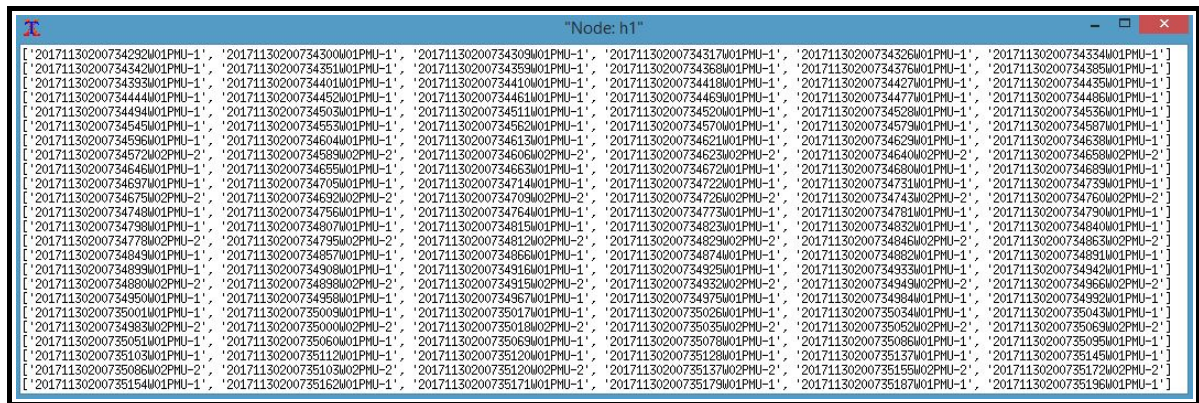 "Node: h1"
['20171130200734292W01PMU-1', '20171130200734300W01PMU-1', '20171130200734309W01PMU-1', '20171130200734317W01PMU-1', '20171130200734326W01PMU-1', '20171130200734334W01PMU-1']
['20171130200734342W01PMU-1', '20171130200734351W01PMU-1', '20171130200734359W01PMU-1', '20171130200734368W01PMU-1', '20171130200734376W01PMU-1', '20171130200734385W01PMU-1']
['20171130200734393W01PMU-1', '20171130200734401W01PMU-1', '20171130200734410W01PMU-1', '20171130200734418W01PMU-1', '20171130200734427W01PMU-1', '20171130200734435W01PMU-1']
['20171130200734444W01PMU-1', '20171130200734452W01PMU-1', '20171130200734461W01PMU-1', '20171130200734469W01PMU-1', '20171130200734477W01PMU-1', '20171130200734486W01PMU-1']
['20171130200734494W01PMU-1', '20171130200734503W01PMU-1', '20171130200734511W01PMU-1', '20171130200734520W01PMU-1', '20171130200734528W01PMU-1', '20171130200734536W01PMU-1']
['20171130200734545W01PMU-1', '20171130200734553W01PMU-1', '20171130200734562W01PMU-1', '20171130200734570W01PMU-1', '20171130200734579W01PMU-1', '20171130200734587W01PMU-1']
['20171130200734596W01PMU-1', '20171130200734604W01PMU-1', '20171130200734613W01PMU-1', '20171130200734621W01PMU-1', '20171130200734629W01PMU-1', '20171130200734638W01PMU-1']
['20171130200734572W02PMU-2', '20171130200734589W02PMU-2', '20171130200734606W02PMU-2', '20171130200734623W02PMU-2', '20171130200734640W02PMU-2', '20171130200734658W02PMU-2']
['20171130200734646W01PMU-1', '20171130200734655W01PMU-1', '20171130200734663W01PMU-1', '20171130200734672W01PMU-1', '20171130200734680W01PMU-1', '20171130200734689W01PMU-1']
['20171130200734697W01PMU-1', '20171130200734705W01PMU-1', '20171130200734714W01PMU-1', '20171130200734722W01PMU-1', '20171130200734731W01PMU-1', '20171130200734739W01PMU-1']
['20171130200734675W02PMU-2', '20171130200734692W02PMU-2', '20171130200734709W02PMU-2', '20171130200734726W02PMU-2', '20171130200734743W02PMU-2', '20171130200734760W02PMU-2']
['20171130200734748W01PMU-1', '20171130200734756W01PMU-1', '20171130200734764W01PMU-1', '20171130200734773W01PMU-1', '20171130200734781W01PMU-1', '20171130200734790W01PMU-1']
['20171130200734798W01PMU-1', '20171130200734807W01PMU-1', '20171130200734815W01PMU-1', '20171130200734823W01PMU-1', '20171130200734832W01PMU-1', '20171130200734840W01PMU-1']
['20171130200734778W02PMU-2', '20171130200734795W02PMU-2', '20171130200734812W02PMU-2', '20171130200734829W02PMU-2', '20171130200734846W02PMU-2', '20171130200734863W02PMU-2']
['20171130200734849W01PMU-1', '20171130200734857W01PMU-1', '20171130200734866W01PMU-1', '20171130200734874W01PMU-1', '20171130200734882W01PMU-1', '20171130200734891W01PMU-1']
['20171130200734899W01PMU-1', '20171130200734908W01PMU-1', '20171130200734916W01PMU-1', '20171130200734925W01PMU-1', '20171130200734933W01PMU-1', '20171130200734942W01PMU-1']
['20171130200734880W02PMU-2', '20171130200734898W02PMU-2', '20171130200734915W02PMU-2', '20171130200734932W02PMU-2', '20171130200734949W02PMU-2', '20171130200734966W02PMU-2']
['20171130200734950W01PMU-1', '20171130200734958W01PMU-1', '20171130200734967W01PMU-1', '20171130200734975W01PMU-1', '20171130200734984W01PMU-1', '20171130200734992W01PMU-1']
['20171130200735001W01PMU-1', '20171130200735009W01PMU-1', '20171130200735017W01PMU-1', '20171130200735026W01PMU-1', '20171130200735034W01PMU-1', '20171130200735043W01PMU-1']
['20171130200734983W02PMU-2', '20171130200735000W02PMU-2', '20171130200735018W02PMU-2', '20171130200735035W02PMU-2', '20171130200735052W02PMU-2', '20171130200735069W02PMU-2']
['20171130200735051W01PMU-1', '20171130200735060W01PMU-1', '20171130200735069W01PMU-1', '20171130200735078W01PMU-1', '20171130200735086W01PMU-1', '20171130200735095W01PMU-1']
['20171130200735103W01PMU-1', '20171130200735112W01PMU-1', '20171130200735120W01PMU-1', '20171130200735128W01PMU-1', '20171130200735137W01PMU-1', '20171130200735145W01PMU-1']
['20171130200735086W02PMU-2', '20171130200735103W02PMU-2', '20171130200735120W02PMU-2', '20171130200735137W02PMU-2', '20171130200735155W02PMU-2', '20171130200735172W02PMU-2']
['20171130200735154W01PMU-1', '20171130200735162W01PMU-1', '20171130200735171W01PMU-1', '20171130200735179W01PMU-1', '20171130200735187W01PMU-1', '20171130200735196W01PMU-1']